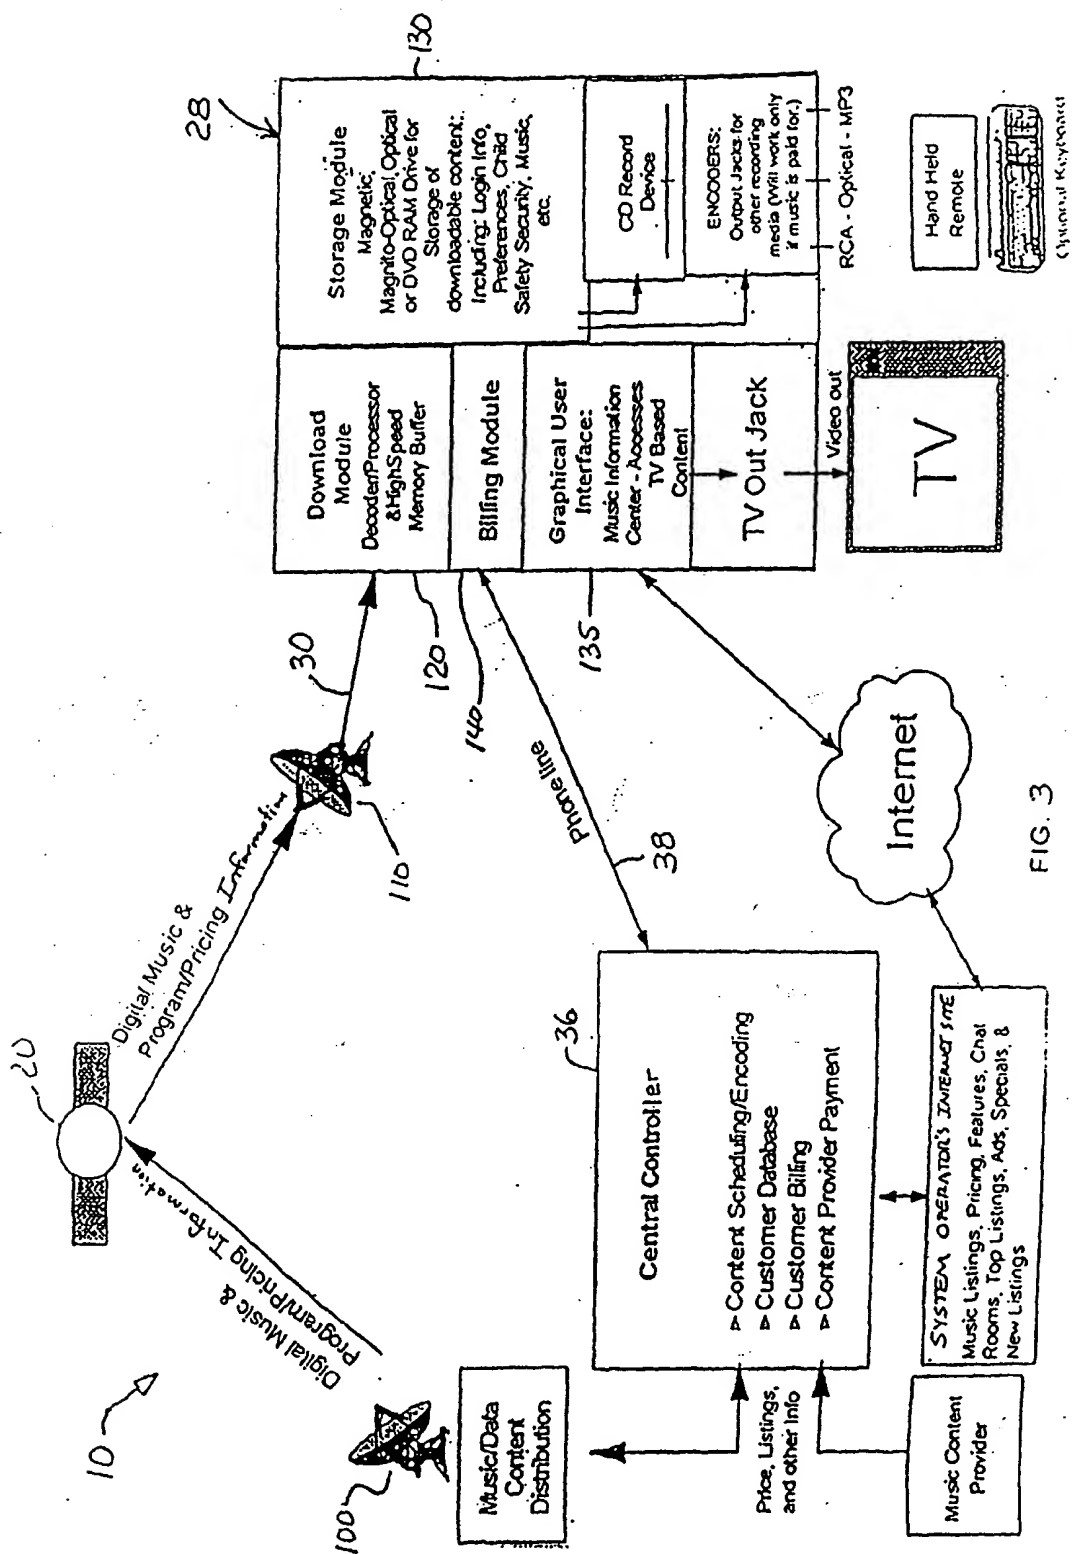 10
20
Digital Music &
Program/Pricing Information
Digital Music &
Program/Pricing Information
100
Music/Data
Content
Distribution
110
30
28
130
Download
Module
Decoder/Processor
& High Speed
Memory Buffer
120
Billing Module
140
Graphical User
Interface:
Music Information
Center - Accesses
TV Based
Content
135
TV Out Jack
Video out
TV
Storage Module
Magnetic,
Magnito-Optical, Optical
or DVD RAM Drive for
Storage of
downloadable content:
Including: Login Info,
Preferences, Child
Safety Security, Music,
etc.
CD Record
Device
ENCODERS:
Output Jacks for
other recording
media (Will work only
if music is paid for.)
RCA - Optical - MP3
Hand Held
Remote
Optional Keyboard
Phone line
38
36
Central Controller
▷ Content Scheduling/Encoding
▷ Customer Database
▷ Customer Billing
▷ Content Provider Payment
Price, Listings,
and other Info
Music Content
Provider
SYSTEM OPERATOR'S INTERNET SITE
Music Listings, Pricing, Features, Chat
Rooms, Top Listings, Ads, Specials, &
New Listings
Internet
FIG. 3